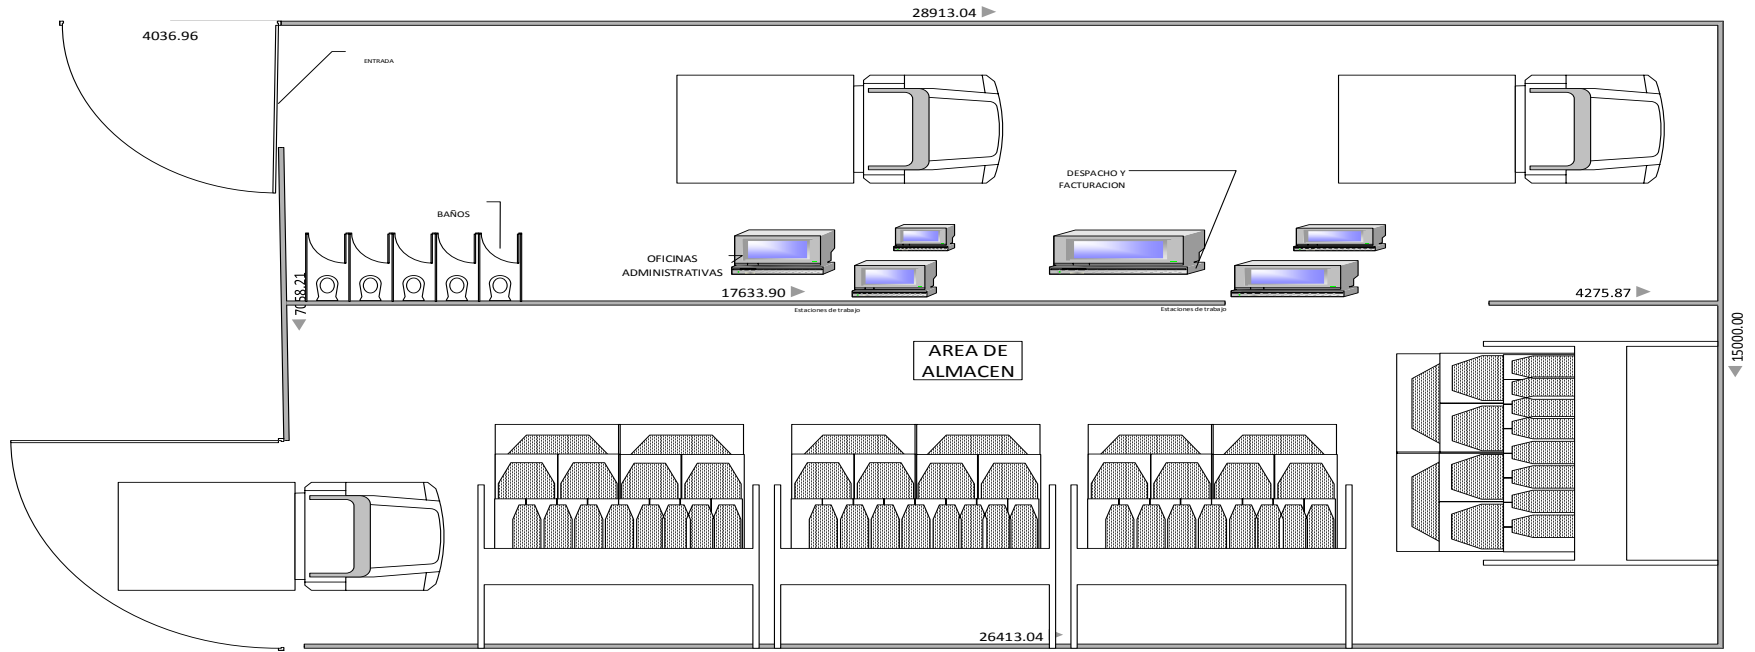 28913.04
4036.96
ENTRADA
DESPACHO Y
FACTURACION
BAÑOS
OFICINAS
ADMINISTRATIVAS
7058.21
17633.90
4275.87
Estaciones de trabajo
Estaciones de trabajo
15000.00
AREA DE
ALMACEN
26413.04